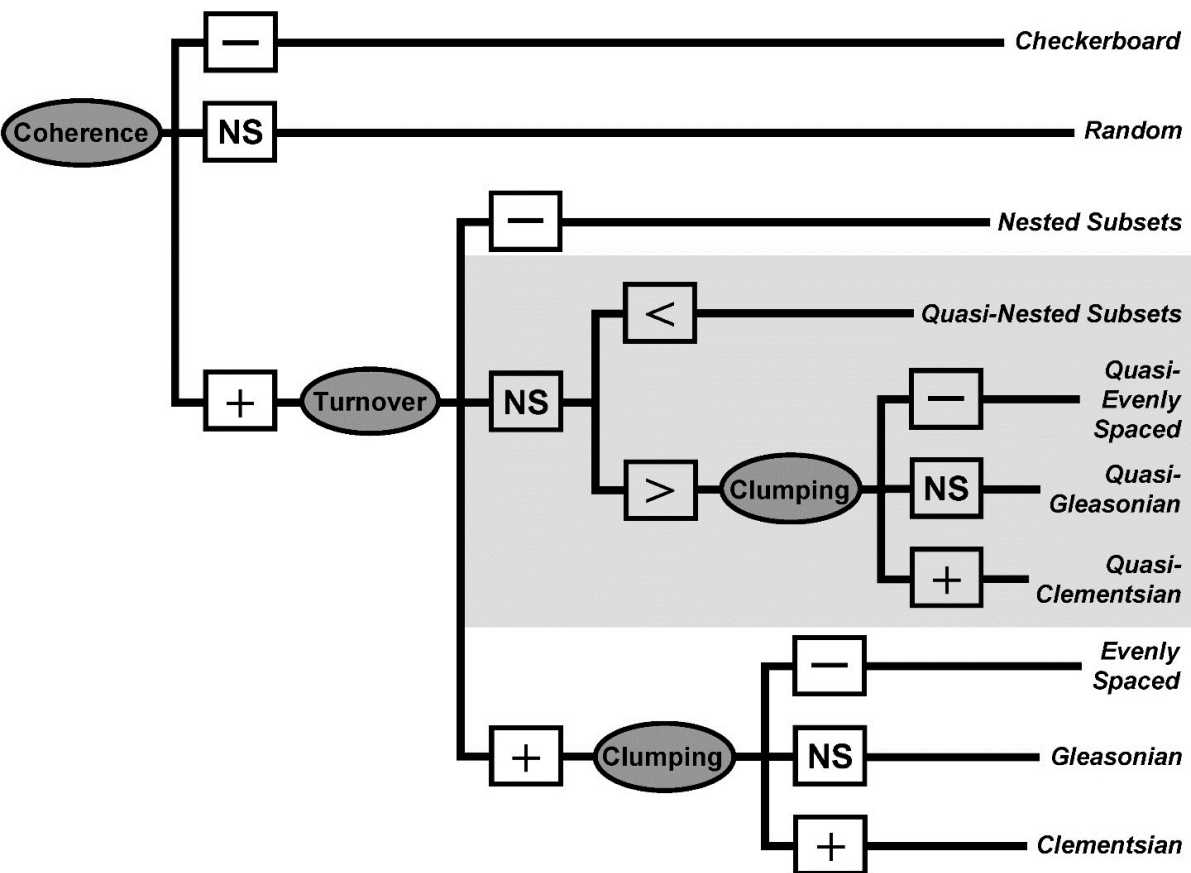 −
Checkerboard
Coherence
NS
Random
−
Nested Subsets
<
Quasi-Nested Subsets
+
Turnover
NS
−
Quasi-
Evenly
Spaced
>
Clumping
NS
Quasi-
Gleasonian
+
Quasi-
Clementsian
−
Evenly
Spaced
+
Clumping
NS
Gleasonian
+
Clementsian